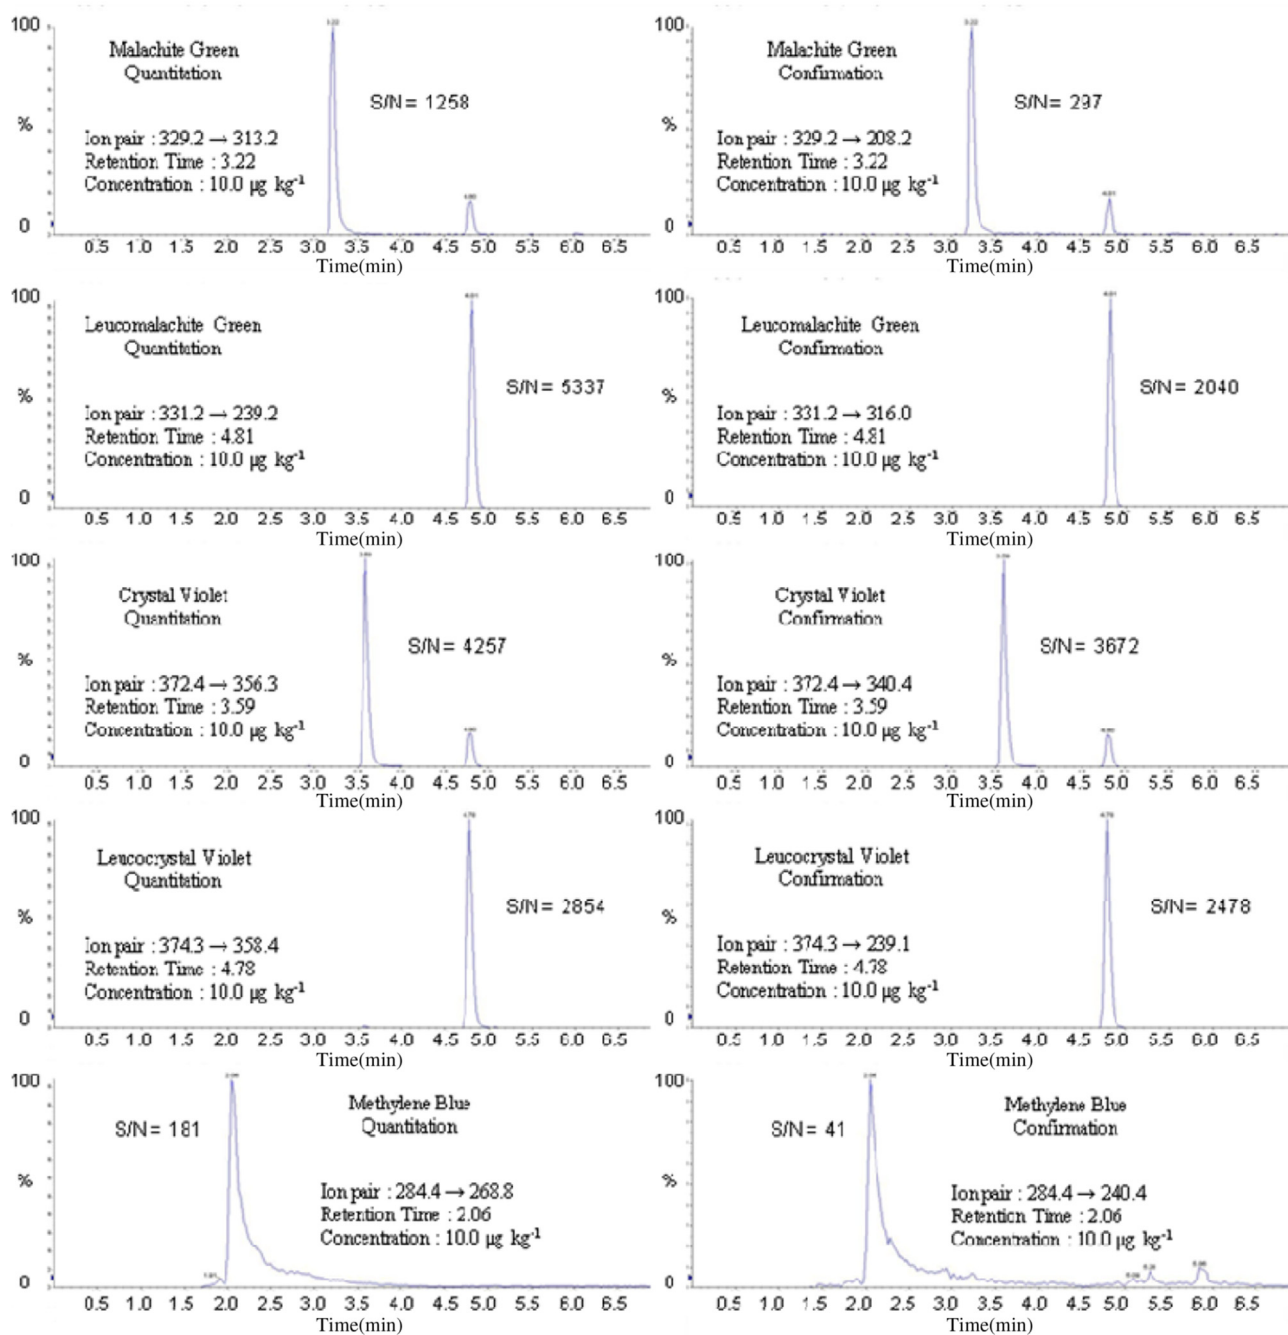 100
3.22
Malachite Green
Quantitation
S/N = 1258
%
Ion pair : 329.2 → 313.2
Retention Time : 3.22
Concentration : 10.0 µg kg-1
4.80
0
0.5 1.0 1.5 2.0 2.5 3.0 3.5 4.0 4.5 5.0 5.5 6.0 6.5
Time(min)
100
3.22
Malachite Green
Confirmation
S/N = 297
%
Ion pair : 329.2 → 208.2
Retention Time : 3.22
Concentration : 10.0 µg kg-1
4.81
0
0.5 1.0 1.5 2.0 2.5 3.0 3.5 4.0 4.5 5.0 5.5 6.0 6.5
Time(min)
100
4.81
Leucomalachite Green
Quantitation
S/N = 5337
%
Ion pair : 331.2 → 239.2
Retention Time : 4.81
Concentration : 10.0 µg kg-1
0
0.5 1.0 1.5 2.0 2.5 3.0 3.5 4.0 4.5 5.0 5.5 6.0 6.5
Time(min)
100
4.81
Leucomalachite Green
Confirmation
S/N = 2040
%
Ion pair : 331.2 → 316.0
Retention Time : 4.81
Concentration : 10.0 µg kg-1
0
0.5 1.0 1.5 2.0 2.5 3.0 3.5 4.0 4.5 5.0 5.5 6.0 6.5
Time(min)
100
Crystal Violet
Quantitation
S/N = 4257
%
Ion pair : 372.4 → 356.3
Retention Time : 3.59
Concentration : 10.0 µg kg-1
4.80
0
0.5 1.0 1.5 2.0 2.5 3.0 3.5 4.0 4.5 5.0 5.5 6.0 6.5
Time(min)
100
Crystal Violet
Confirmation
S/N = 3672
%
Ion pair : 372.4 → 340.4
Retention Time : 3.59
Concentration : 10.0 µg kg-1
4.80
0
0.5 1.0 1.5 2.0 2.5 3.0 3.5 4.0 4.5 5.0 5.5 6.0 6.5
Time(min)
100
4.78
Leucocrystal Violet
Quantitation
S/N = 2854
%
Ion pair : 374.3 → 358.4
Retention Time : 4.78
Concentration : 10.0 µg kg-1
0
0.5 1.0 1.5 2.0 2.5 3.0 3.5 4.0 4.5 5.0 5.5 6.0 6.5
Time(min)
100
4.78
Leucocrystal Violet
Confirmation
S/N = 2478
%
Ion pair : 374.3 → 239.1
Retention Time : 4.78
Concentration : 10.0 µg kg-1
0
0.5 1.0 1.5 2.0 2.5 3.0 3.5 4.0 4.5 5.0 5.5 6.0 6.5
Time(min)
100
Methylene Blue
Quantitation
S/N = 181
%
Ion pair : 284.4 → 268.8
Retention Time : 2.06
Concentration : 10.0 µg kg-1
0
0.5 1.0 1.5 2.0 2.5 3.0 3.5 4.0 4.5 5.0 5.5 6.0 6.5
Time(min)
100
Methylene Blue
Confirmation
S/N = 41
%
Ion pair : 284.4 → 240.4
Retention Time : 2.06
Concentration : 10.0 µg kg-1
0
0.5 1.0 1.5 2.0 2.5 3.0 3.5 4.0 4.5 5.0 5.5 6.0 6.5
Time(min)